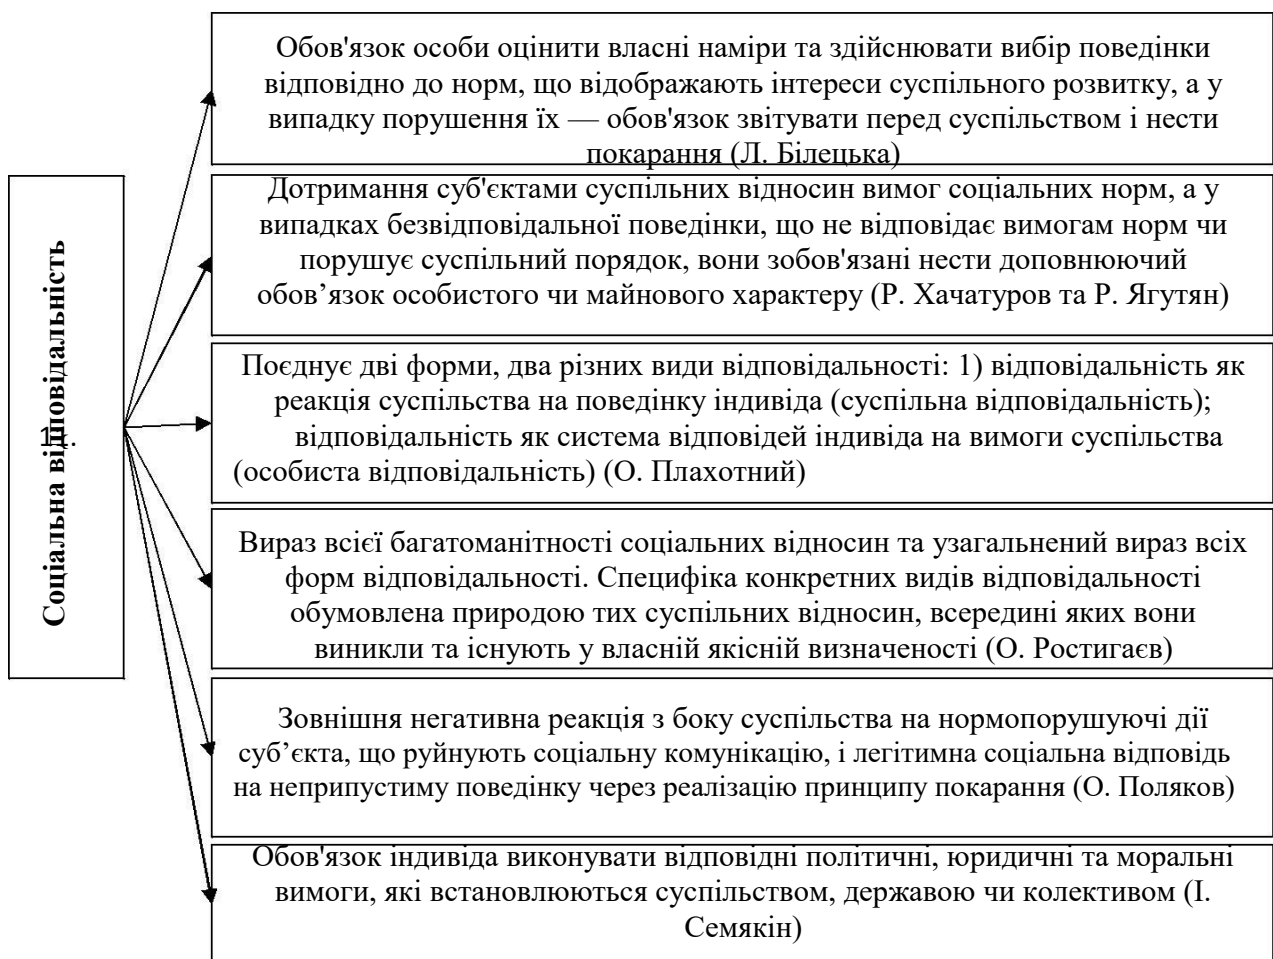 Соціальна відповідальність
11.
Обов'язок особи оцінити власні наміри та здійснювати вибір поведінки
відповідно до норм, що відображають інтереси суспільного розвитку, а у
випадку порушення їх — обов'язок звітувати перед суспільством і нести
покарання (Л. Білецька)
Дотримання суб'єктами суспільних відносин вимог соціальних норм, а у
випадках безвідповідальної поведінки, що не відповідає вимогам норм чи
порушує суспільний порядок, вони зобов'язані нести доповнюючий
обов’язок особистого чи майнового характеру (Р. Хачатуров та Р. Ягутян)
Поєднує дві форми, два різних види відповідальності: 1) відповідальність як
реакція суспільства на поведінку індивіда (суспільна відповідальність);
відповідальність як система відповідей індивіда на вимоги суспільства
(особиста відповідальність) (О. Плахотний)
Вираз всієї багатоманітності соціальних відносин та узагальнений вираз всіх
форм відповідальності. Специфіка конкретних видів відповідальності
обумовлена природою тих суспільних відносин, всередині яких вони
виникли та існують у власній якісній визначеності (О. Ростигаєв)
Зовнішня негативна реакція з боку суспільства на нормопорушуючі дії
суб’єкта, що руйнують соціальну комунікацію, і легітимна соціальна відповідь
на неприпустиму поведінку через реалізацію принципу покарання (О. Поляков)
Обов'язок індивіда виконувати відповідні політичні, юридичні та моральні
вимоги, які встановлюються суспільством, державою чи колективом (І.
Семякін)